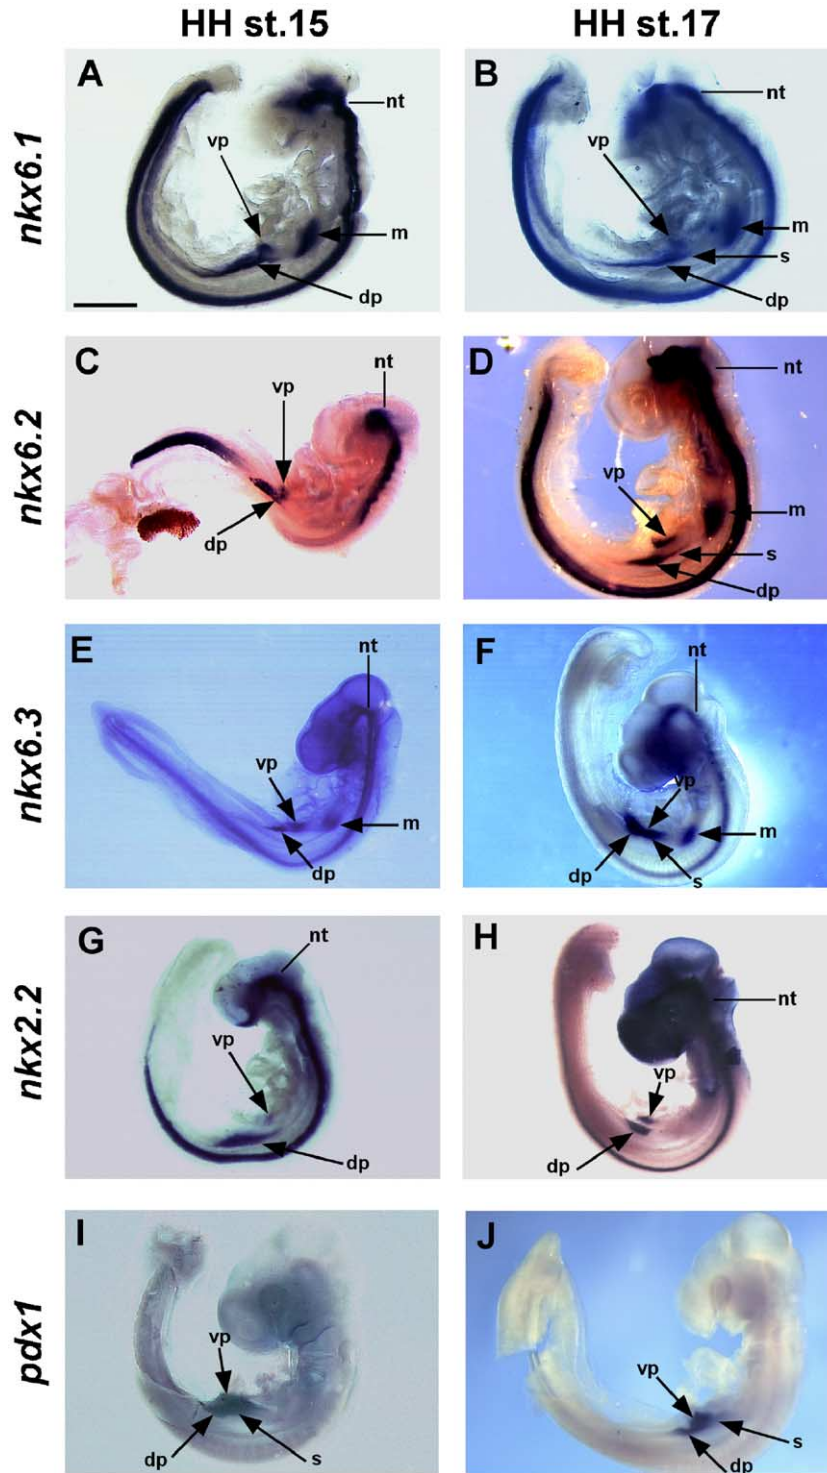 HH st.15 HH st.17
nkx6.1
A
nt
vp
m
dp
B
nt
vp
m
s
dp
nkx6.2
C
nt
vp
dp
D
nt
vp
m
s
dp
nkx6.3
E
nt
vp
m
dp
F
nt
vp
m
dp
s
nkx2.2
G
nt
vp
dp
H
nt
vp
dp
pdx1
I
vp
dp
s
J
vp
s
dp